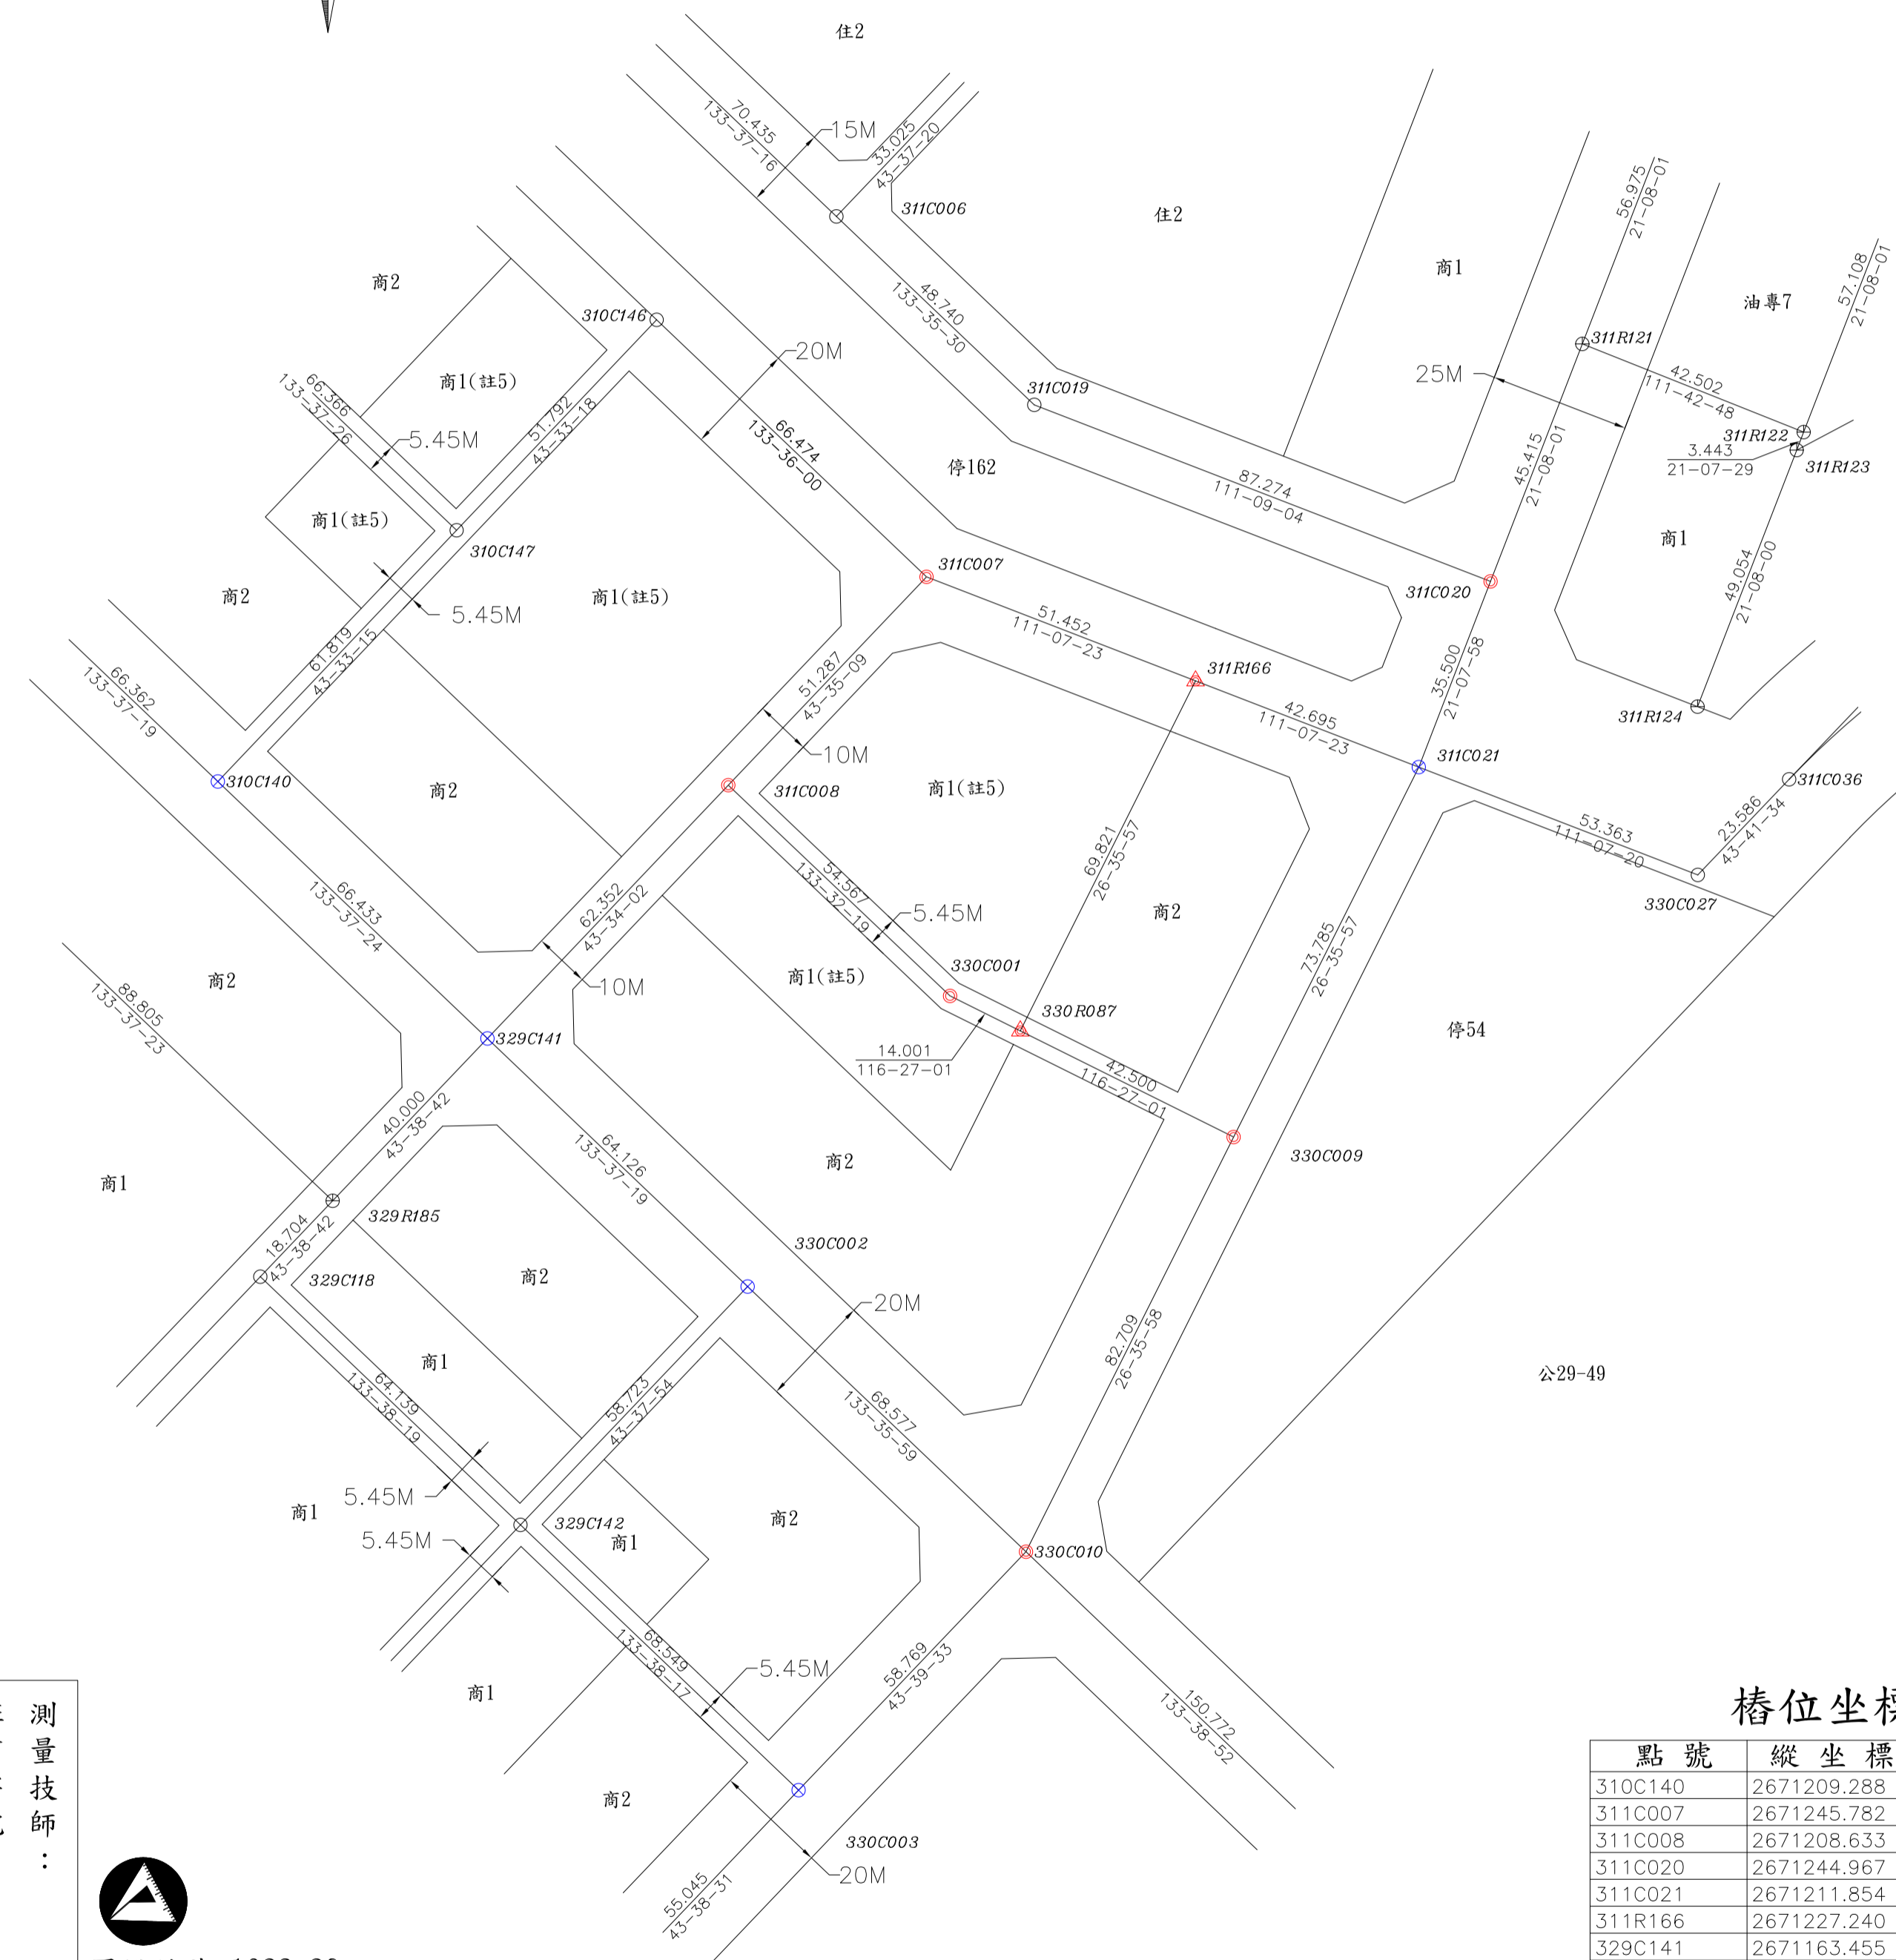 住2
70.435
133-37-16
15M
33.025
43-37-20
311C006
住2
56.975
21-08-01
商1
油專7
57.108
21-08-01
商2
310C146
48.740
133-35-30
311R121
20M
商1(註5)
66.366
133-37-26
51.792
43-33-18
5.45M
25M
42.502
111-42-48
311C019
311R122
3.443
21-07-29
311R123
66.474
133-36-00
停162
87.274
111-09-04
45.415
21-08-01
商1(註5)
310C147
商1
311C007
311C020
49.054
21-08-00
商2
商1(註5)
5.45M
61.819
43-33-15
51.452
111-07-23
51.287
43-35-09
66.362
133-37-19
311R166
35.500
21-07-58
311R124
42.695
111-07-23
10M
311C021
310C140
商2
311C008
商1(註5)
311C036
53.363
111-07-20
23.586
43-41-34
330C027
69.821
26-35-57
54.567
133-32-19
5.45M
商2
62.352
43-34-02
66.433
133-37-24
73.785
26-35-57
330C001
商1(註5)
商2
10M
88.805
133-37-23
330R087
停54
329C141
14.001
116-27-01
42.500
116-27-01
40.000
43-38-42
64.126
133-37-19
330C009
商2
商1
329R185
18.704
43-38-42
330C002
329C118
商2
20M
82.709
26-35-58
商1
公29-49
64.139
133-38-19
58.723
43-37-54
68.577
133-35-59
5.45M
商1
329C142
商1
商2
5.45M
330C010
68.549
133-38-17
5.45M
58.769
43-39-33
商1
150.772
133-38-52
商2
330C003
20M
55.045
43-38-31
測量技師：
樁位坐標
點號 縱坐標
310C140 2671209.288
311C007 2671245.782
311C008 2671208.633
311C020 2671244.967
311C021 2671211.854
311R166 2671227.240
329C141 2671163.455